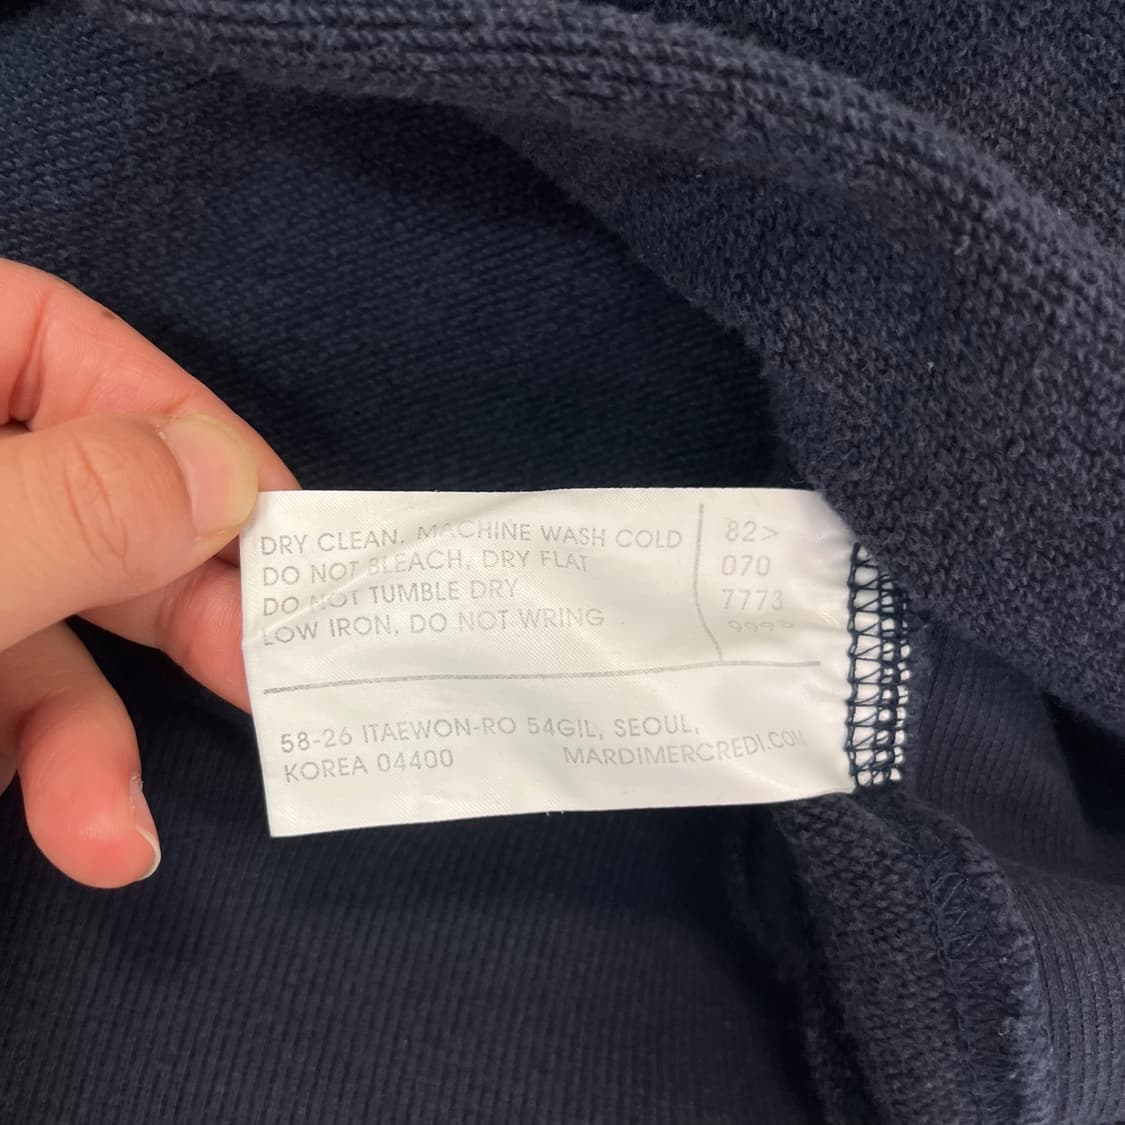 DRY CLEAN, MACHINE WASH COLD
DO NOT BLEACH, DRY FLAT
DO NOT TUMBLE DRY
LOW IRON, DO NOT WRING
82>
070
7773
9992
58-26 ITAEWON-RO 54GIL, SEOUL,
KOREA 04400
MARDIMERCREDI.COM